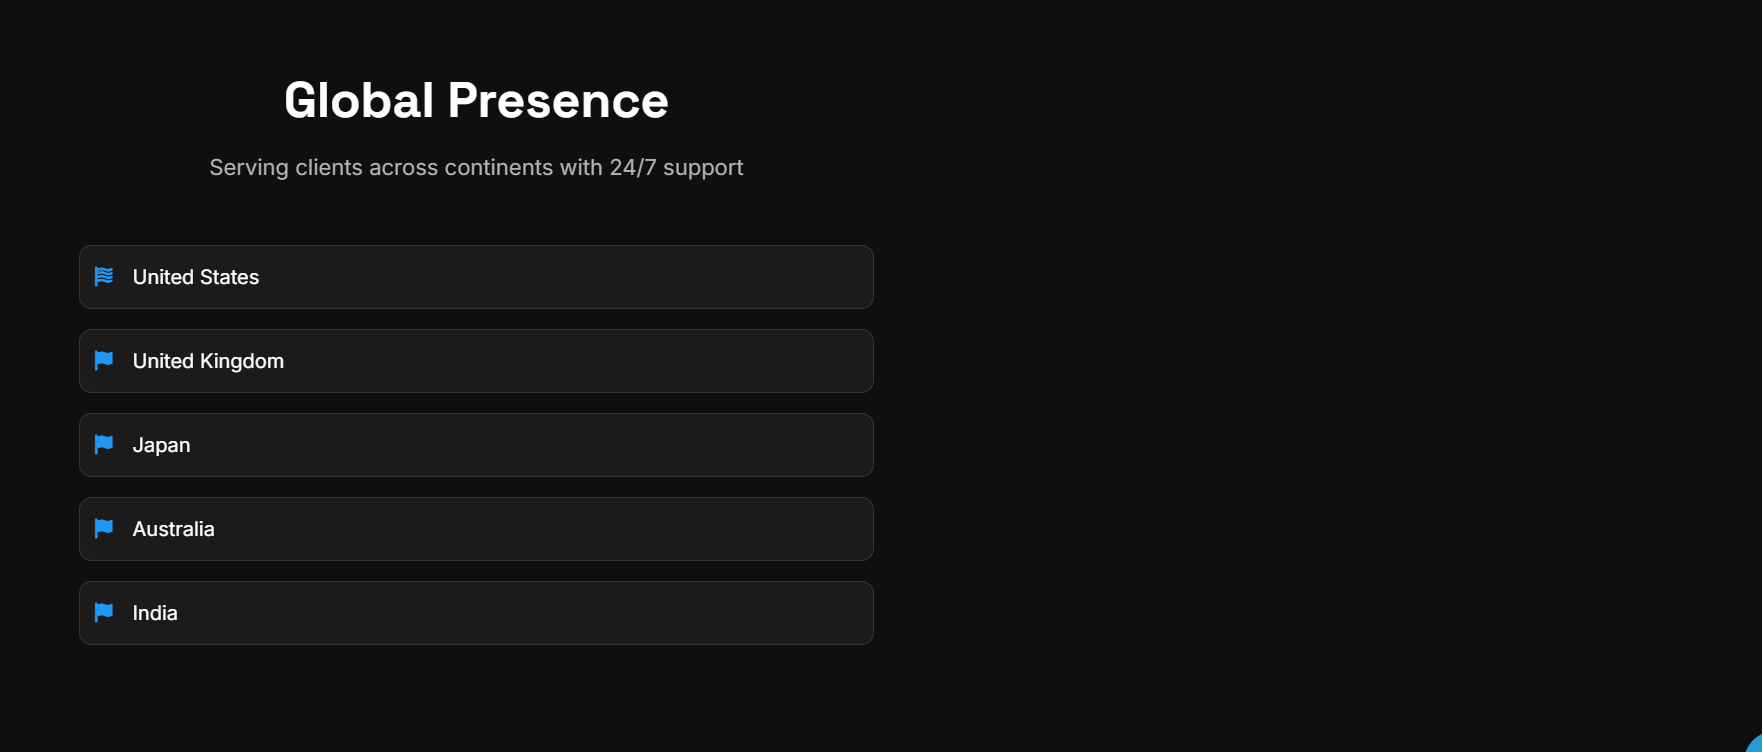 Global Presence
Serving clients across continents with 24/7 support
United States
United Kingdom
Japan
Australia
India